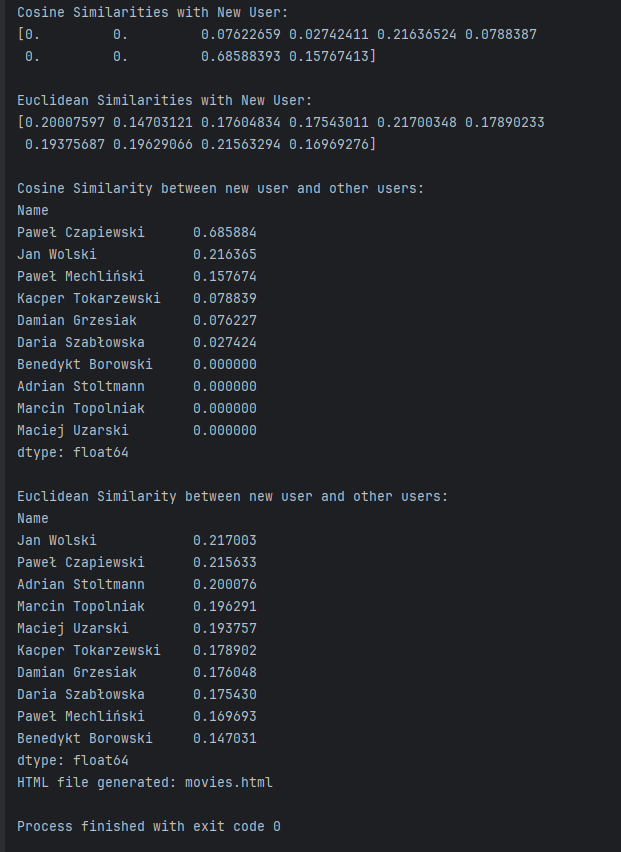 Cosine Similarities with New User:
[0.         0.         0.07622659 0.02742411 0.21636524 0.0788387
 0.         0.         0.68588393 0.15767413]
Euclidean Similarities with New User:
[0.20007597 0.14703121 0.17604834 0.17543011 0.21700348 0.17890233
 0.19375687 0.19629066 0.21563294 0.16969276]
Cosine Similarity between new user and other users:
Name
Paweł Czapiewski      0.685884
Jan Wolski            0.216365
Paweł Mechliński      0.157674
Kacper Tokarzewski    0.078839
Damian Grzesiak       0.076227
Daria Szabłowska      0.027424
Benedykt Borowski     0.000000
Adrian Stoltmann      0.000000
Marcin Topolniak      0.000000
Maciej Uzarski        0.000000
dtype: float64
Euclidean Similarity between new user and other users:
Name
Jan Wolski            0.217003
Paweł Czapiewski      0.215633
Adrian Stoltmann      0.200076
Marcin Topolniak      0.196291
Maciej Uzarski        0.193757
Kacper Tokarzewski    0.178902
Damian Grzesiak       0.176048
Daria Szabłowska      0.175430
Paweł Mechliński      0.169693
Benedykt Borowski     0.147031
dtype: float64
HTML file generated: movies.html
Process finished with exit code 0